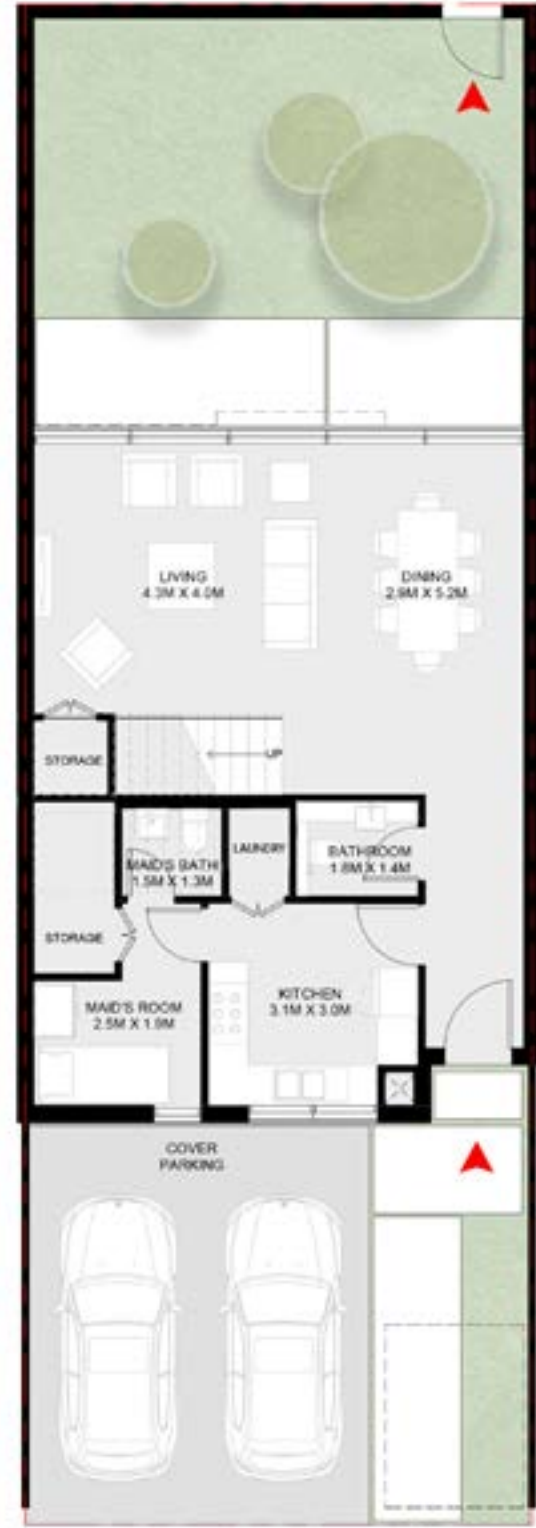 LIVING
4.3M X 4.0M
DINING
2.9M X 5.2M
STORAGE
UP
MAID'S BATH
1.5M X 1.3M
LAUNDRY
BATHROOM
1.8M X 1.4M
STORAGE
MAID'S ROOM
2.5M X 1.9M
KITCHEN
3.1M X 3.0M
COVER
PARKING